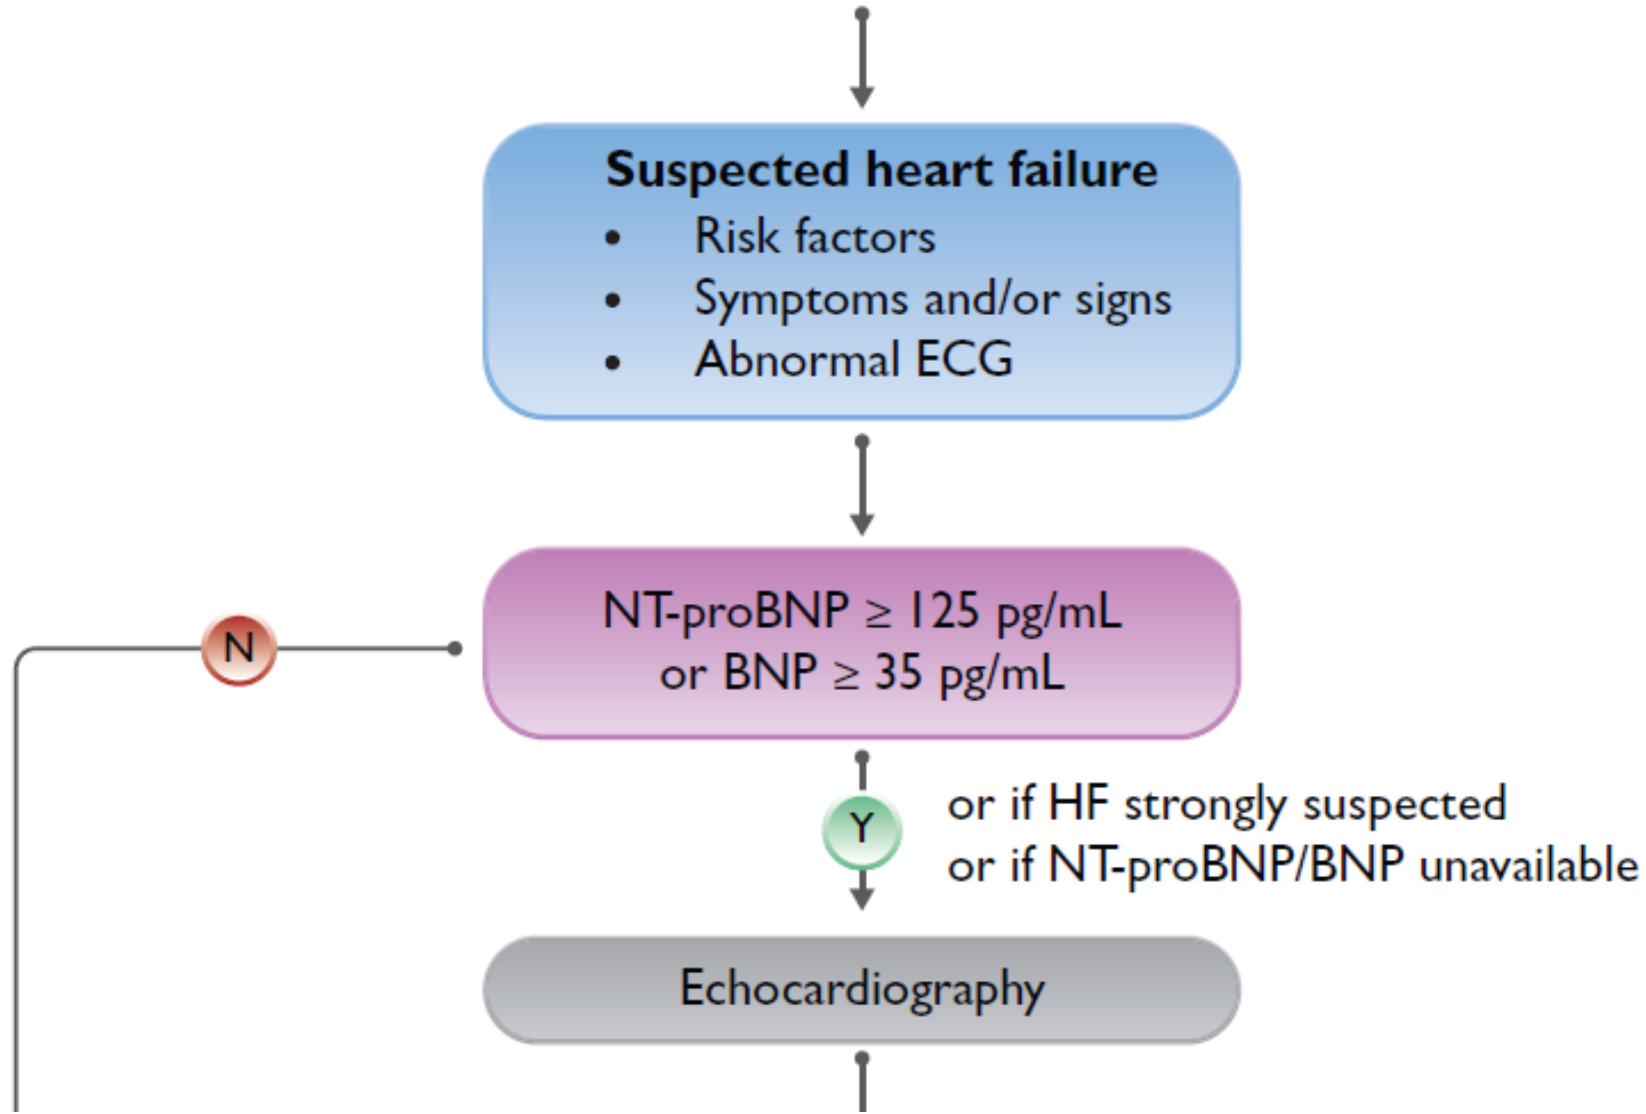 Suspected heart failure
• Risk factors
• Symptoms and/or signs
• Abnormal ECG
NT-proBNP ≥ 125 pg/mL
or BNP ≥ 35 pg/mL
N
Y
or if HF strongly suspected
or if NT-proBNP/BNP unavailable
Echocardiography